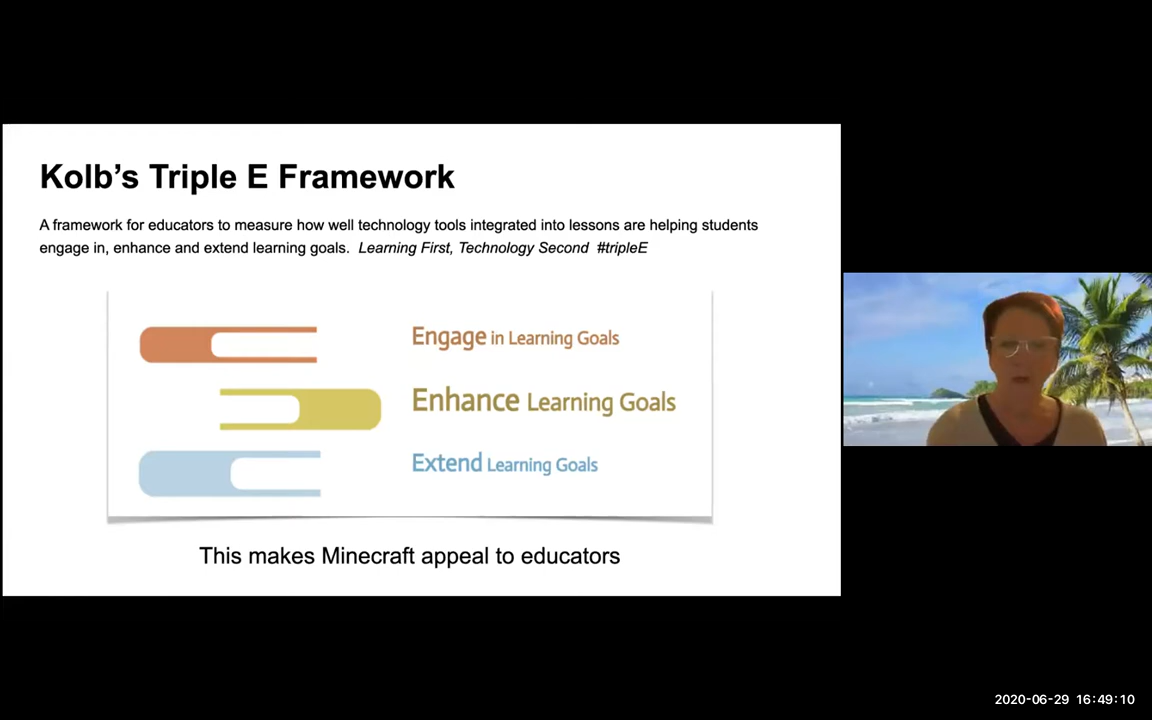 Kolb’s Triple E Framework
A framework for educators to measure how well technology tools integrated into lessons are helping students
engage in, enhance and extend learning goals.  Learning First, Technology Second  #tripleE
Engage in Learning Goals
Enhance Learning Goals
Extend Learning Goals
This makes Minecraft appeal to educators
2020-06-29 16:49:10